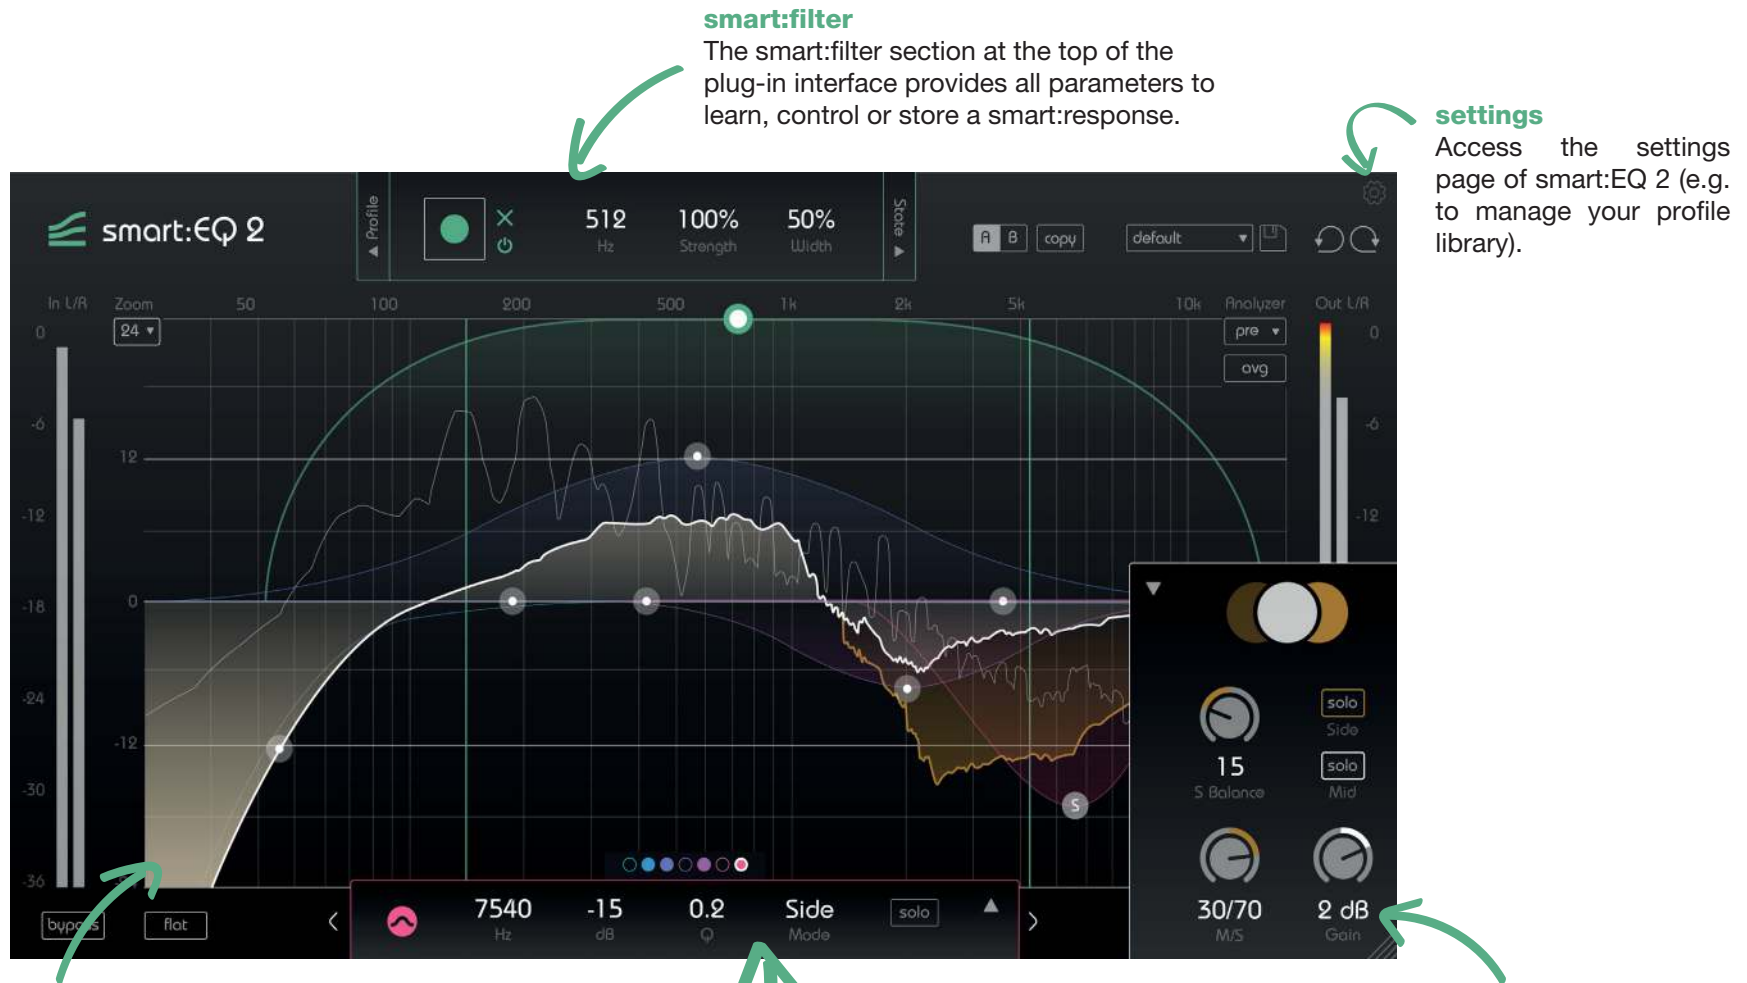 smart:filter
The smart:filter section at the top of the
plug-in interface provides all parameters to
learn, control or store a smart:response.
settings
Access the settings
page of smart:EQ 2 (e.g.
to manage your profile
library).
smart:EQ 2
Profile
512
Hz
100%
Strength
50%
Width
State
A B copy
default
In L/R
Zoom
50 100 200 500 1k 2k 5k 10k
Analyzer
Out L/R
24
pre
avg
0
-6
-12
-18
-24
-30
-36
12
0
-12
0
-6
-12
15
S Balance
solo
Side
solo
Mid
30/70
M/S
2 dB
Gain
S
bypass
flat
7540
Hz
-15
dB
0.2
Q
Side
Mode
solo